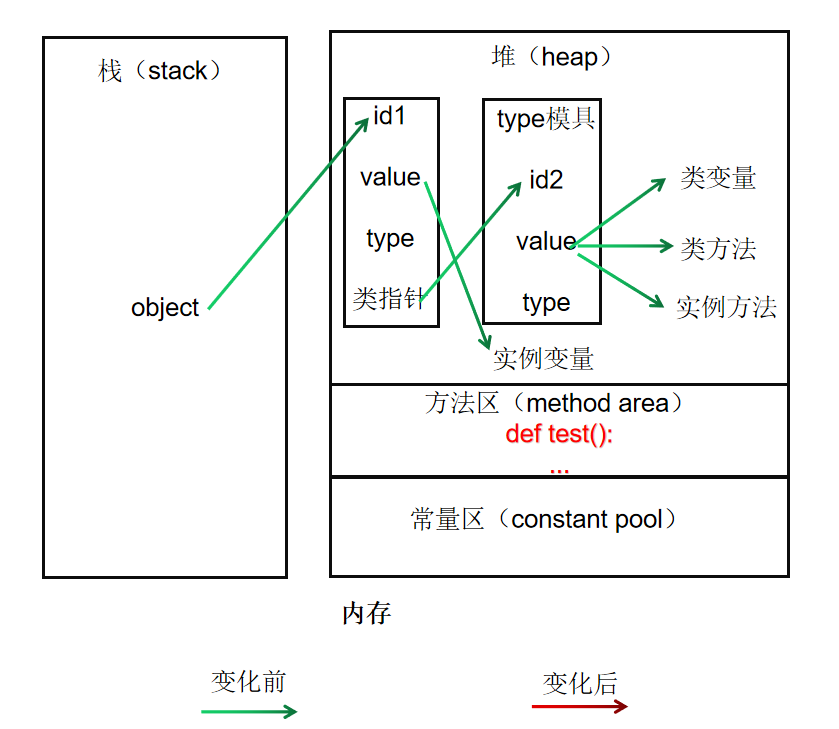 栈（stack）
object
堆（heap）
id1
value
type
类指针
type模具
id2
value
type
类变量
类方法
实例方法
实例变量
方法区（method area）
def test():
...
常量区（constant pool）
内存
变化前
变化后